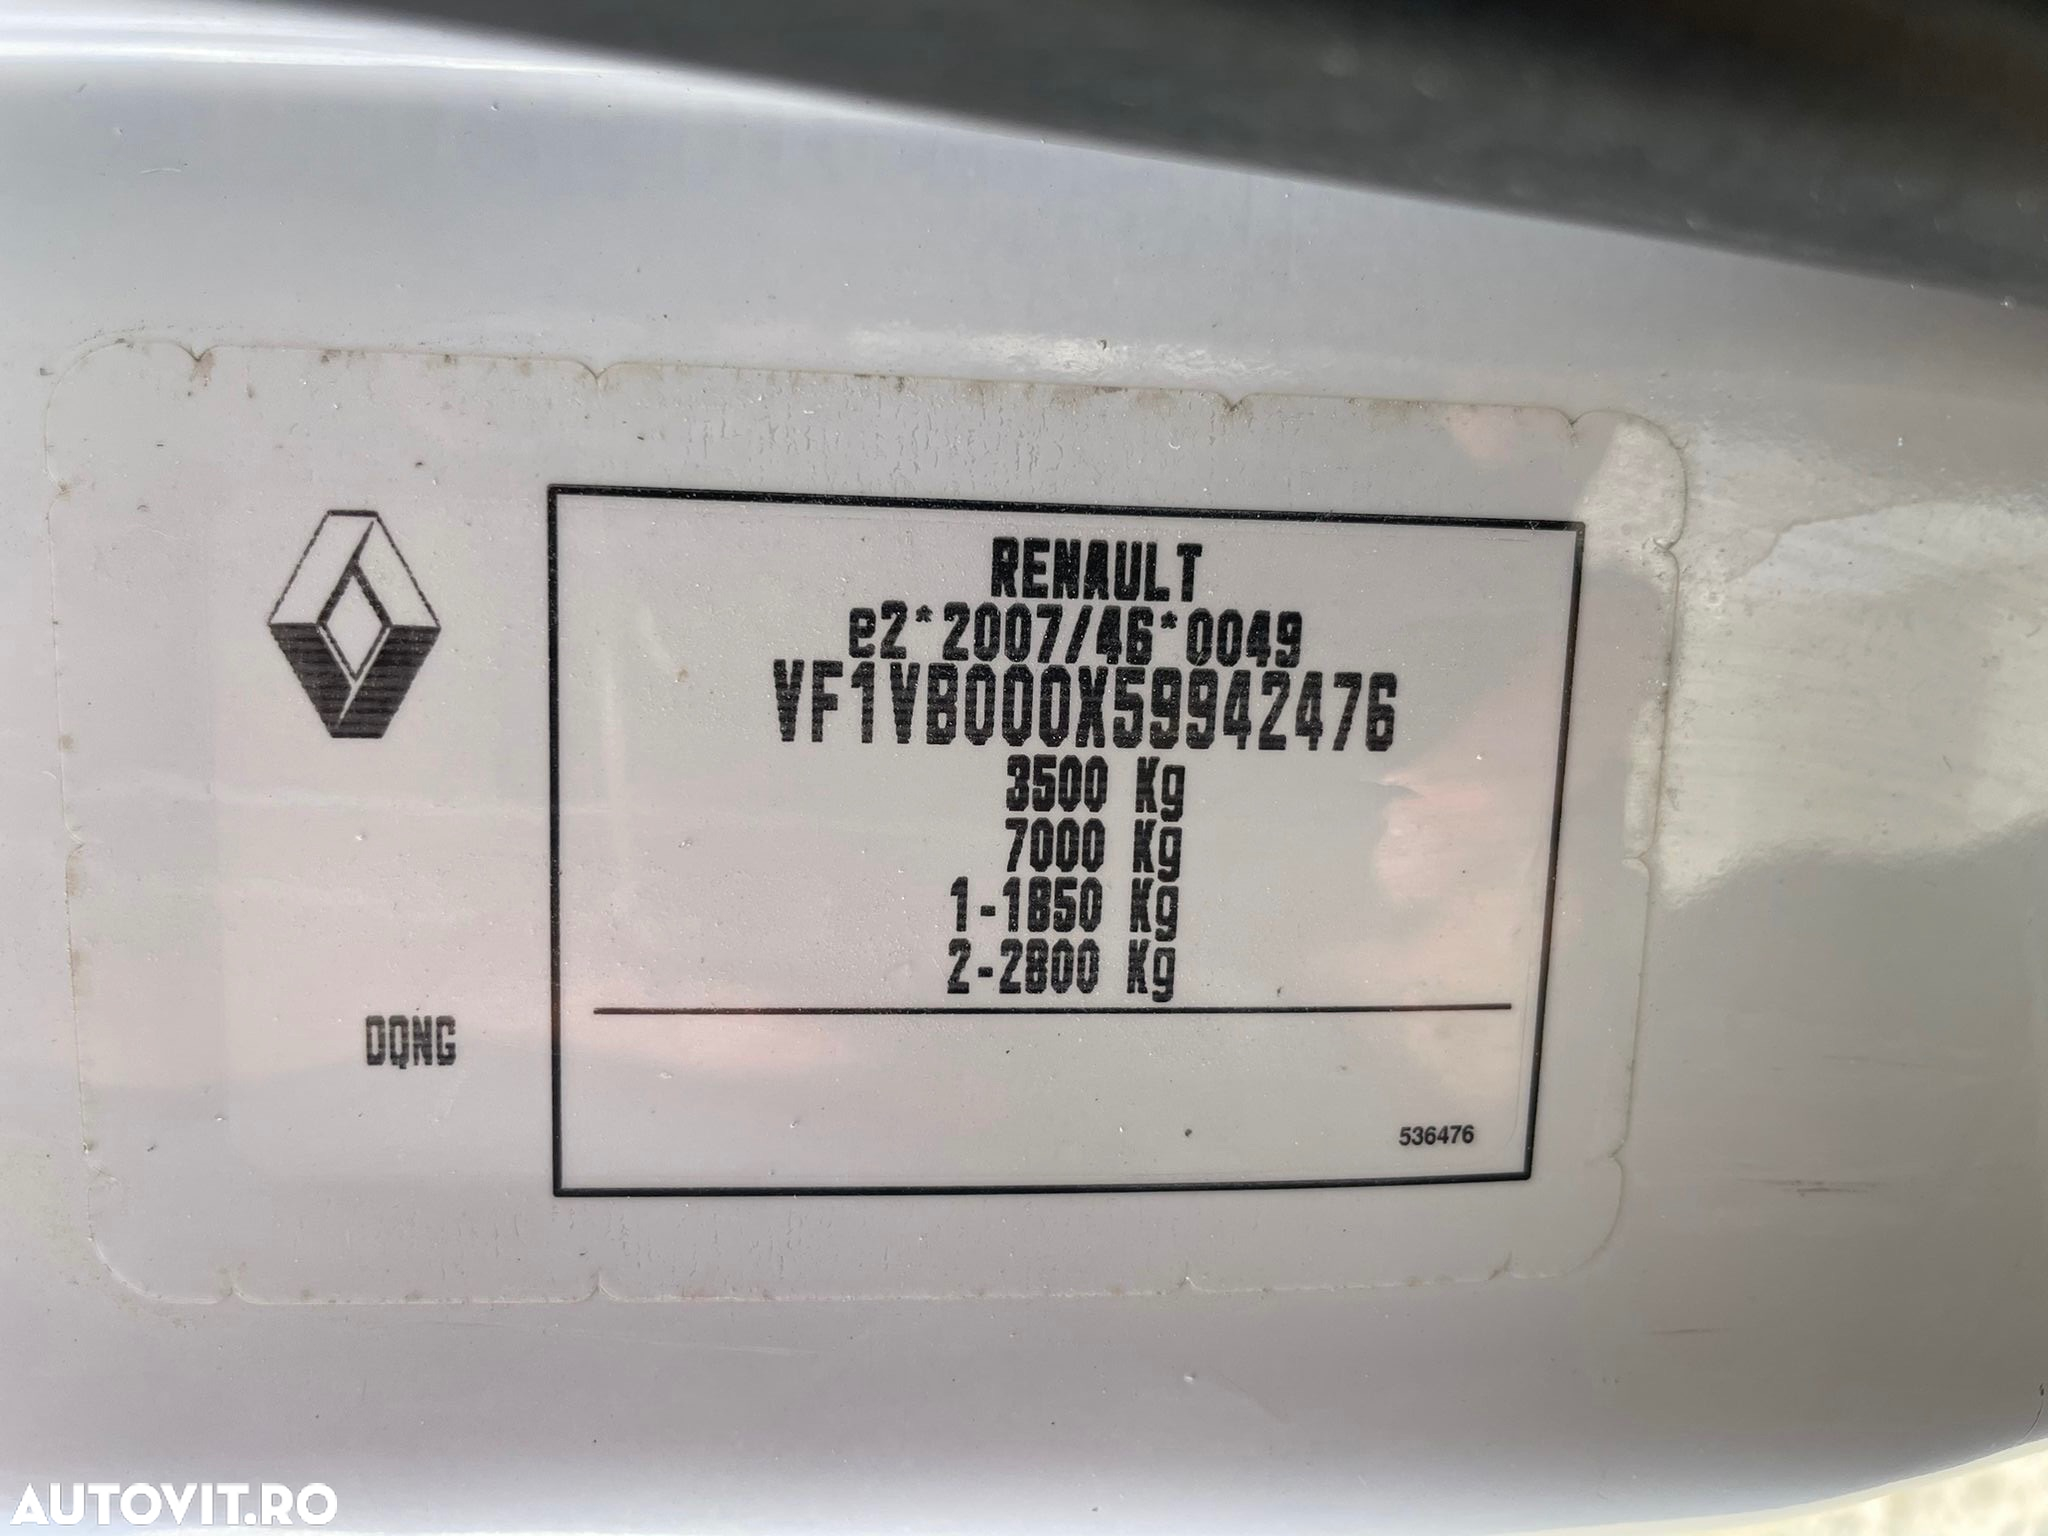 RENAULT
e2*2007/46*0049
VF1VB000X59942476
3500 Kg
7000 Kg
1-1850 Kg
2-2800 Kg
DQNG
536476
AUTOVIT.RO